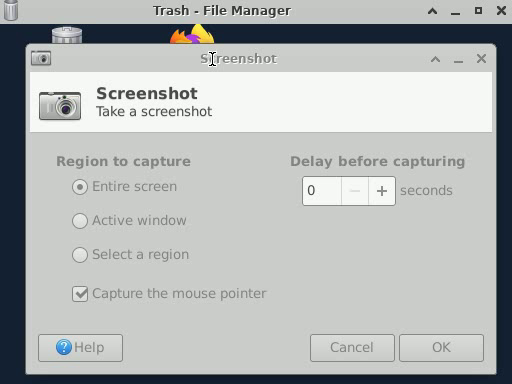 Trash - File Manager
Screenshot
Screenshot
Take a screenshot
Region to capture
Entire screen
Active window
Select a region
Capture the mouse pointer
Delay before capturing
0 − + seconds
Help
Cancel
OK